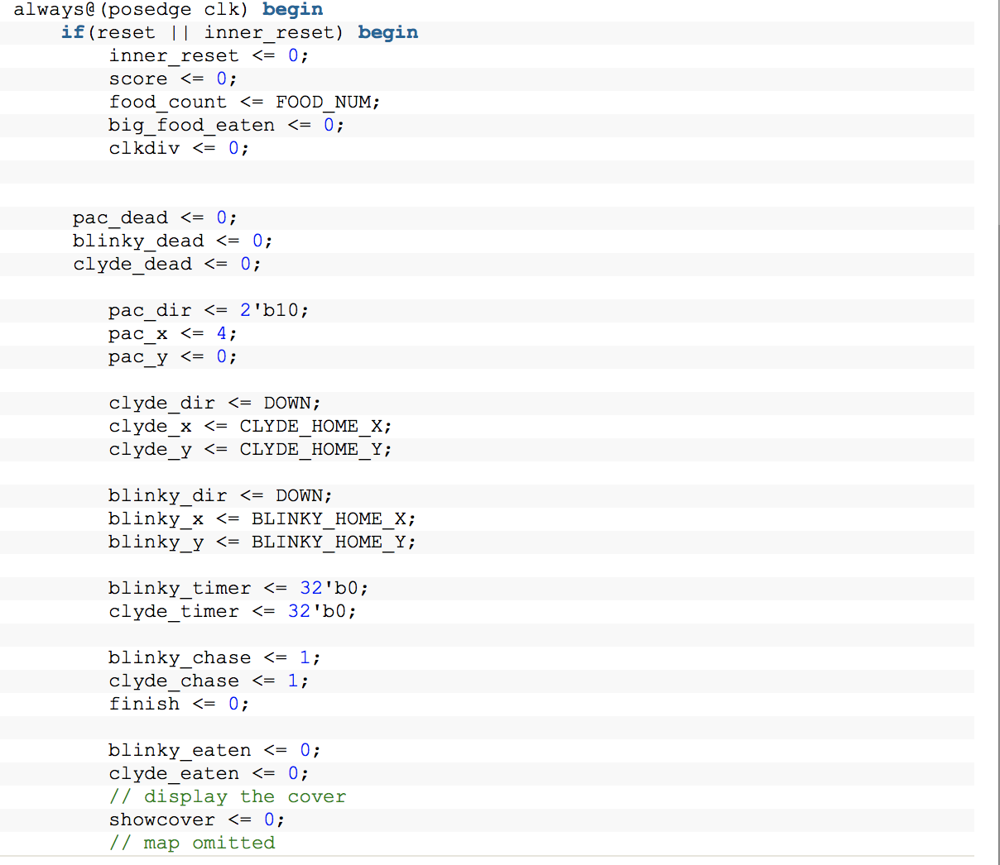 always@(posedge clk) begin
if(reset || inner_reset) begin
inner_reset <= 0;
score <= 0;
food_count <= FOOD_NUM;
big_food_eaten <= 0;
clkdiv <= 0;
pac_dead <= 0;
blinky_dead <= 0;
clyde_dead <= 0;
pac_dir <= 2'b10;
pac_x <= 4;
pac_y <= 0;
clyde_dir <= DOWN;
clyde_x <= CLYDE_HOME_X;
clyde_y <= CLYDE_HOME_Y;
blinky_dir <= DOWN;
blinky_x <= BLINKY_HOME_X;
blinky_y <= BLINKY_HOME_Y;
blinky_timer <= 32'b0;
clyde_timer <= 32'b0;
blinky_chase <= 1;
clyde_chase <= 1;
finish <= 0;
blinky_eaten <= 0;
clyde_eaten <= 0;
// display the cover
showcover <= 0;
// map omitted